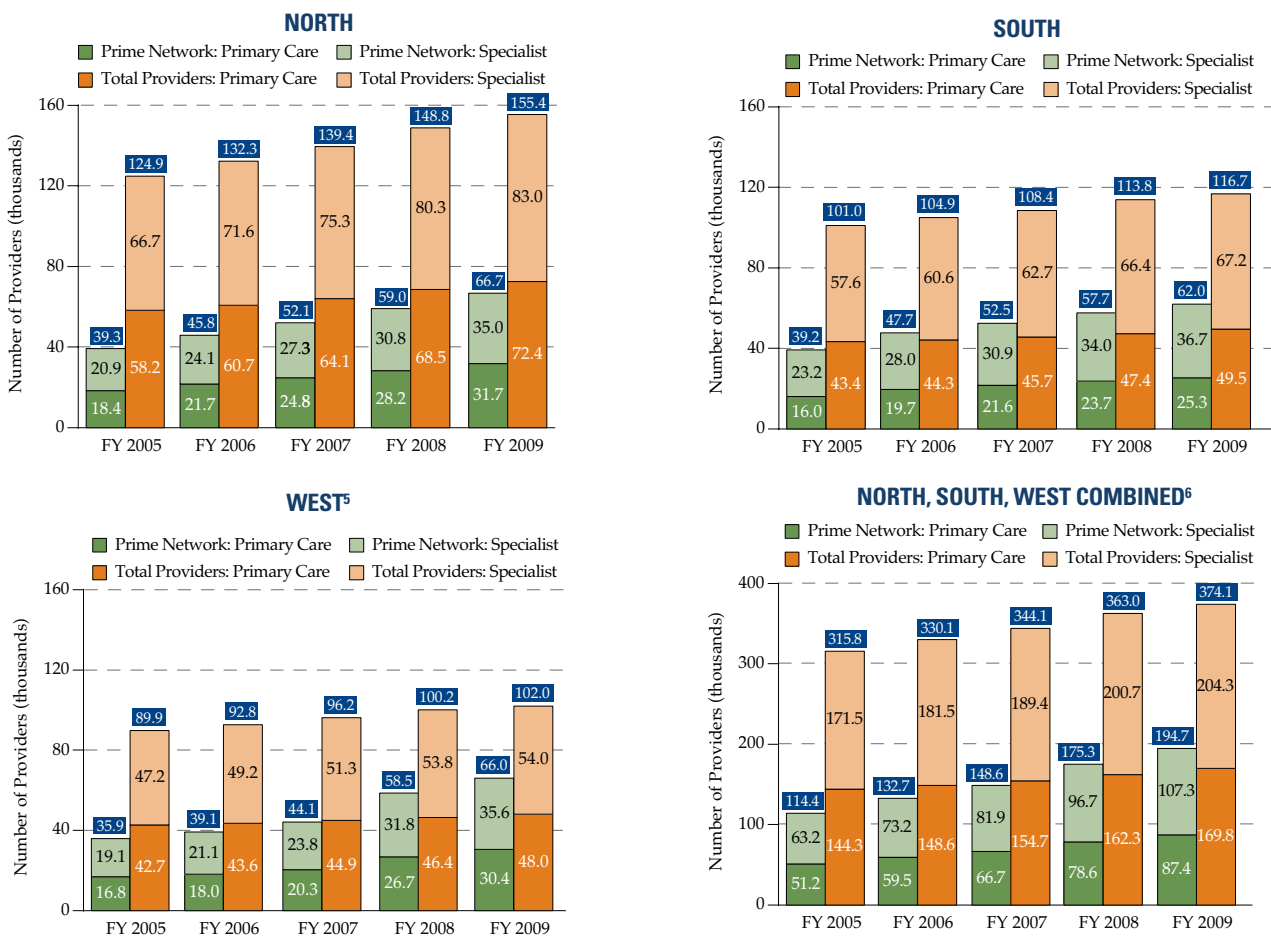 NORTH
Prime Network: Primary Care Prime Network: Specialist
Total Providers: Primary Care Total Providers: Specialist
Number of Providers (thousands)
160
120
80
40
0
39.3 124.9 45.8 132.3 52.1 139.4 59.0 148.8 66.7 155.4
20.9 66.7 24.1 71.6 27.3 75.3 30.8 80.3 35.0 83.0
18.4 58.2 21.7 60.7 24.8 64.1 28.2 68.5 31.7 72.4
FY 2005 FY 2006 FY 2007 FY 2008 FY 2009
SOUTH
Prime Network: Primary Care Prime Network: Specialist
Total Providers: Primary Care Total Providers: Specialist
Number of Providers (thousands)
160
120
80
40
0
39.2 101.0 47.7 104.9 52.5 108.4 57.7 113.8 62.0 116.7
23.2 57.6 28.0 60.6 30.9 62.7 34.0 66.4 36.7 67.2
16.0 43.4 19.7 44.3 21.6 45.7 23.7 47.4 25.3 49.5
FY 2005 FY 2006 FY 2007 FY 2008 FY 2009
WEST⁵
Prime Network: Primary Care Prime Network: Specialist
Total Providers: Primary Care Total Providers: Specialist
Number of Providers (thousands)
160
120
80
40
0
35.9 89.9 39.1 92.8 44.1 96.2 58.5 100.2 66.0 102.0
19.1 47.2 21.1 49.2 23.8 51.3 31.8 53.8 35.6 54.0
16.8 42.7 18.0 43.6 20.3 44.9 26.7 46.4 30.4 48.0
FY 2005 FY 2006 FY 2007 FY 2008 FY 2009
NORTH, SOUTH, WEST COMBINED⁶
Prime Network: Primary Care Prime Network: Specialist
Total Providers: Primary Care Total Providers: Specialist
Number of Providers (thousands)
400
300
200
100
0
114.4 315.8 132.7 330.1 148.6 344.1 175.3 363.0 194.7 374.1
63.2 171.5 73.2 181.5 81.9 189.4 96.7 200.7 107.3 204.3
51.2 144.3 59.5 148.6 66.7 154.7 78.6 162.3 87.4 169.8
FY 2005 FY 2006 FY 2007 FY 2008 FY 2009